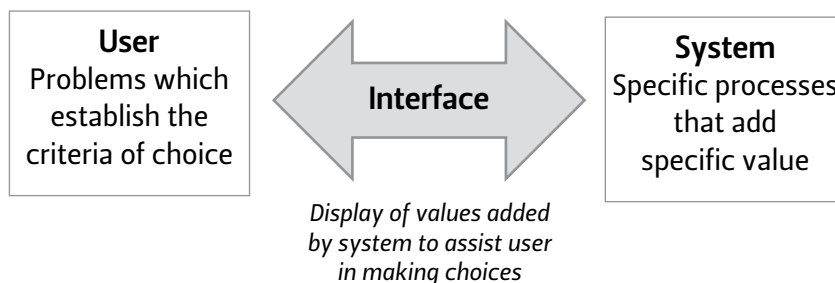 User
Problems which
establish the
criteria of choice
Interface
Display of values added
by system to assist user
in making choices
System
Specific processes
that add
specific value